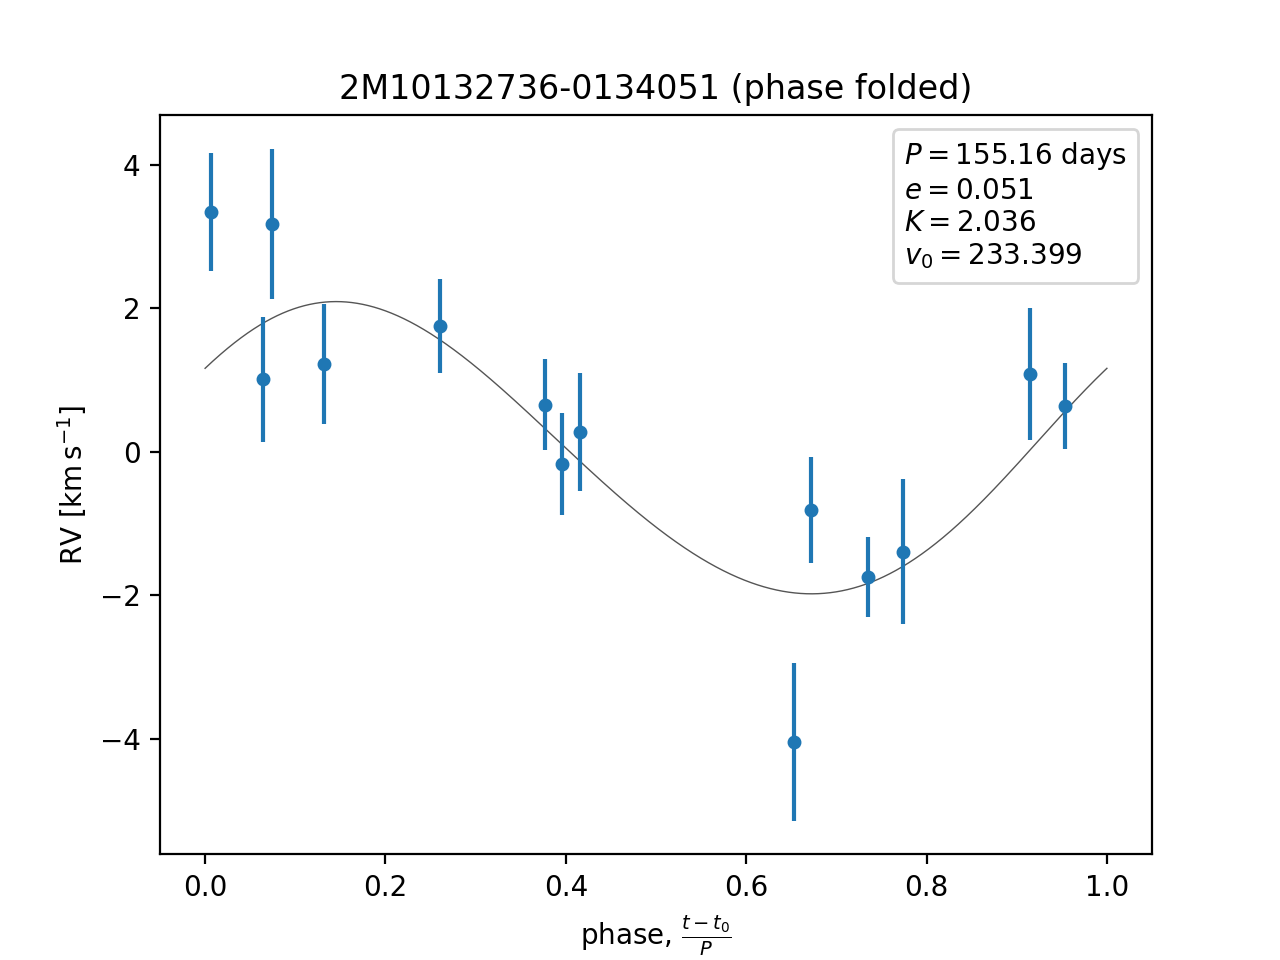 2M10132736-0134051 (phase folded)
P = 155.16 days
e = 0.051
K = 2.036
v₀ = 233.399
4
2
0
−2
−4
RV [km s⁻¹]
0.0 0.2 0.4 0.6 0.8 1.0
phase, (t − t₀)/P